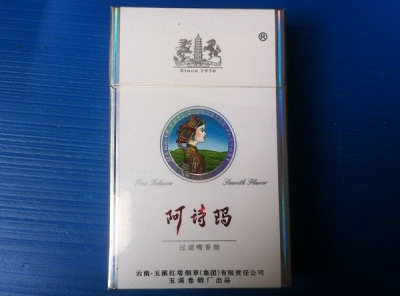 ®
Since 1956
Fine Tobacco Smooth Flavor
阿诗玛
过滤嘴香烟
云南·玉溪红塔烟草(集团)有限责任公司
玉溪卷烟厂出品